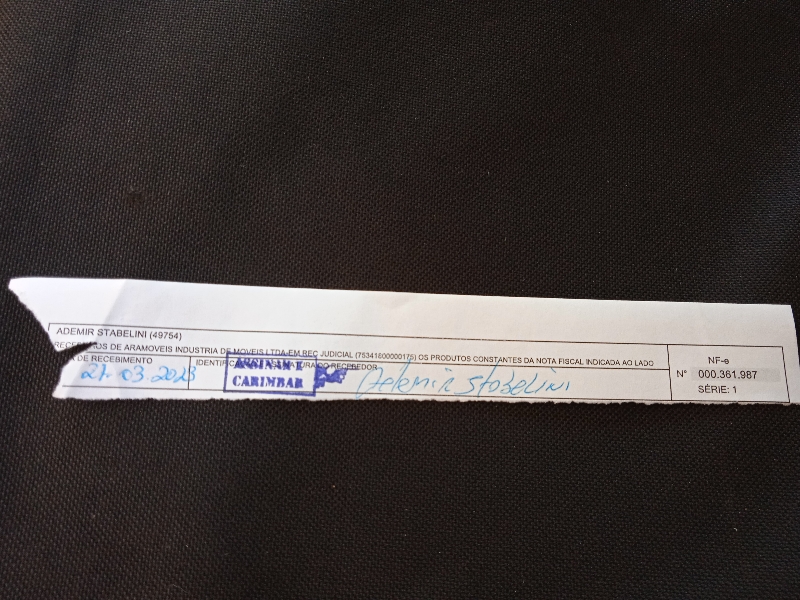 ADEMIR STABELINI (49754)
RECEBEMOS DE ARAMOVEIS INDUSTRIA DE MOVEIS LTDA-EM REC JUDICIAL (75341600000175) OS PRODUTOS CONSTANTES DA NOTA FISCAL INDICADA AO LADO
DE RECEBIMENTO
27.03.2023
ASSINAR E
CARIMBAR
ademir stabelini
NF-e
N° 000.361.987
SÉRIE: 1